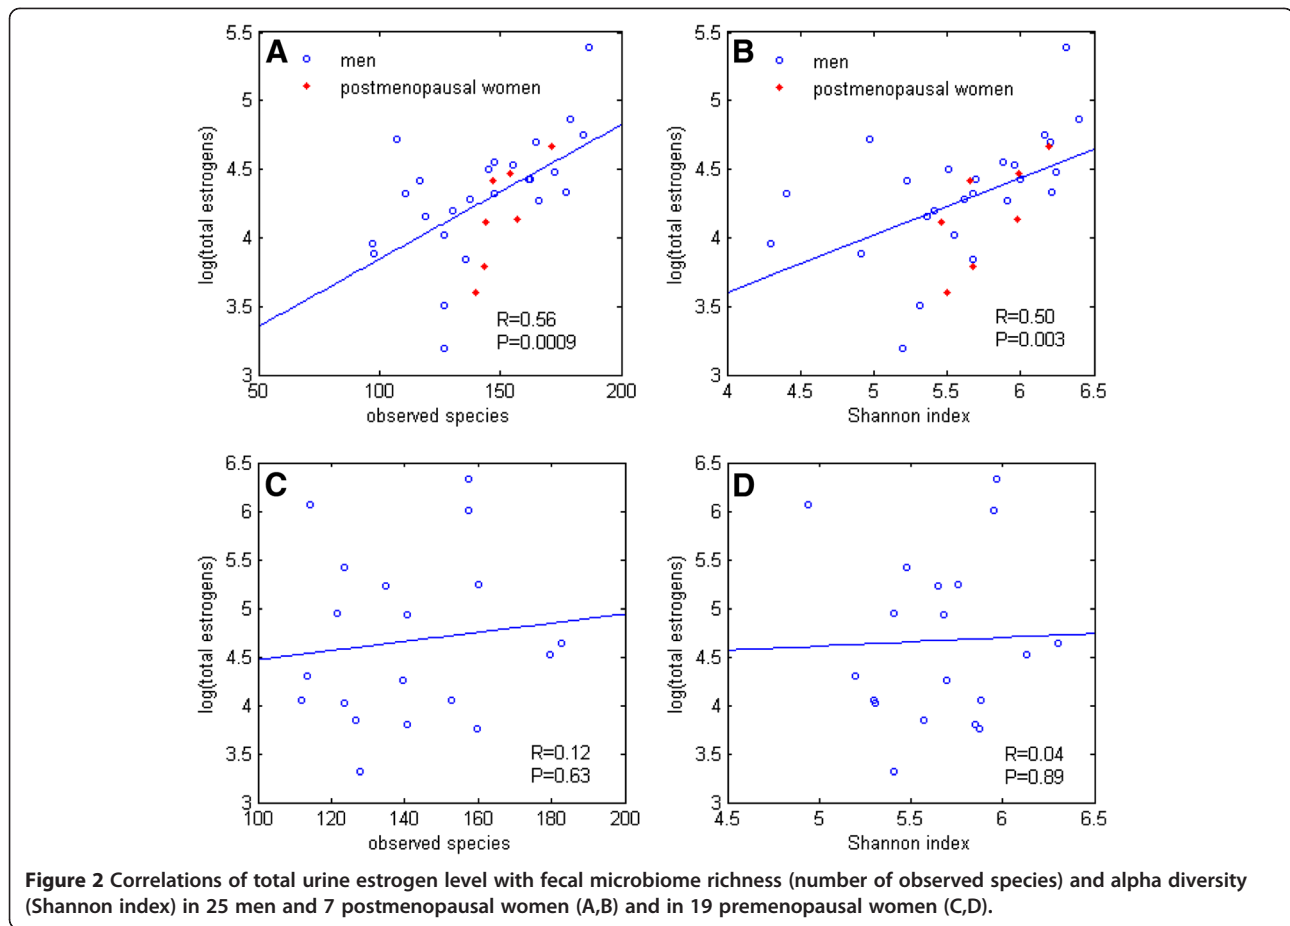 A
men
postmenopausal women
5.5
5
4.5
4
3.5
3
log(total estrogens)
R=0.56
P=0.0009
50
100
150
200
observed species
B
men
postmenopausal women
5.5
5
4.5
4
3.5
3
log(total estrogens)
R=0.50
P=0.003
4
4.5
5
5.5
6
6.5
Shannon index
C
6.5
6
5.5
5
4.5
4
3.5
3
log(total estrogens)
R=0.12
P=0.63
100
120
140
160
180
200
observed species
D
6.5
6
5.5
5
4.5
4
3.5
3
log(total estrogens)
R=0.04
P=0.89
4.5
5
5.5
6
6.5
Shannon index
Figure 2 Correlations of total urine estrogen level with fecal microbiome richness (number of observed species) and alpha diversity
(Shannon index) in 25 men and 7 postmenopausal women (A,B) and in 19 premenopausal women (C,D).